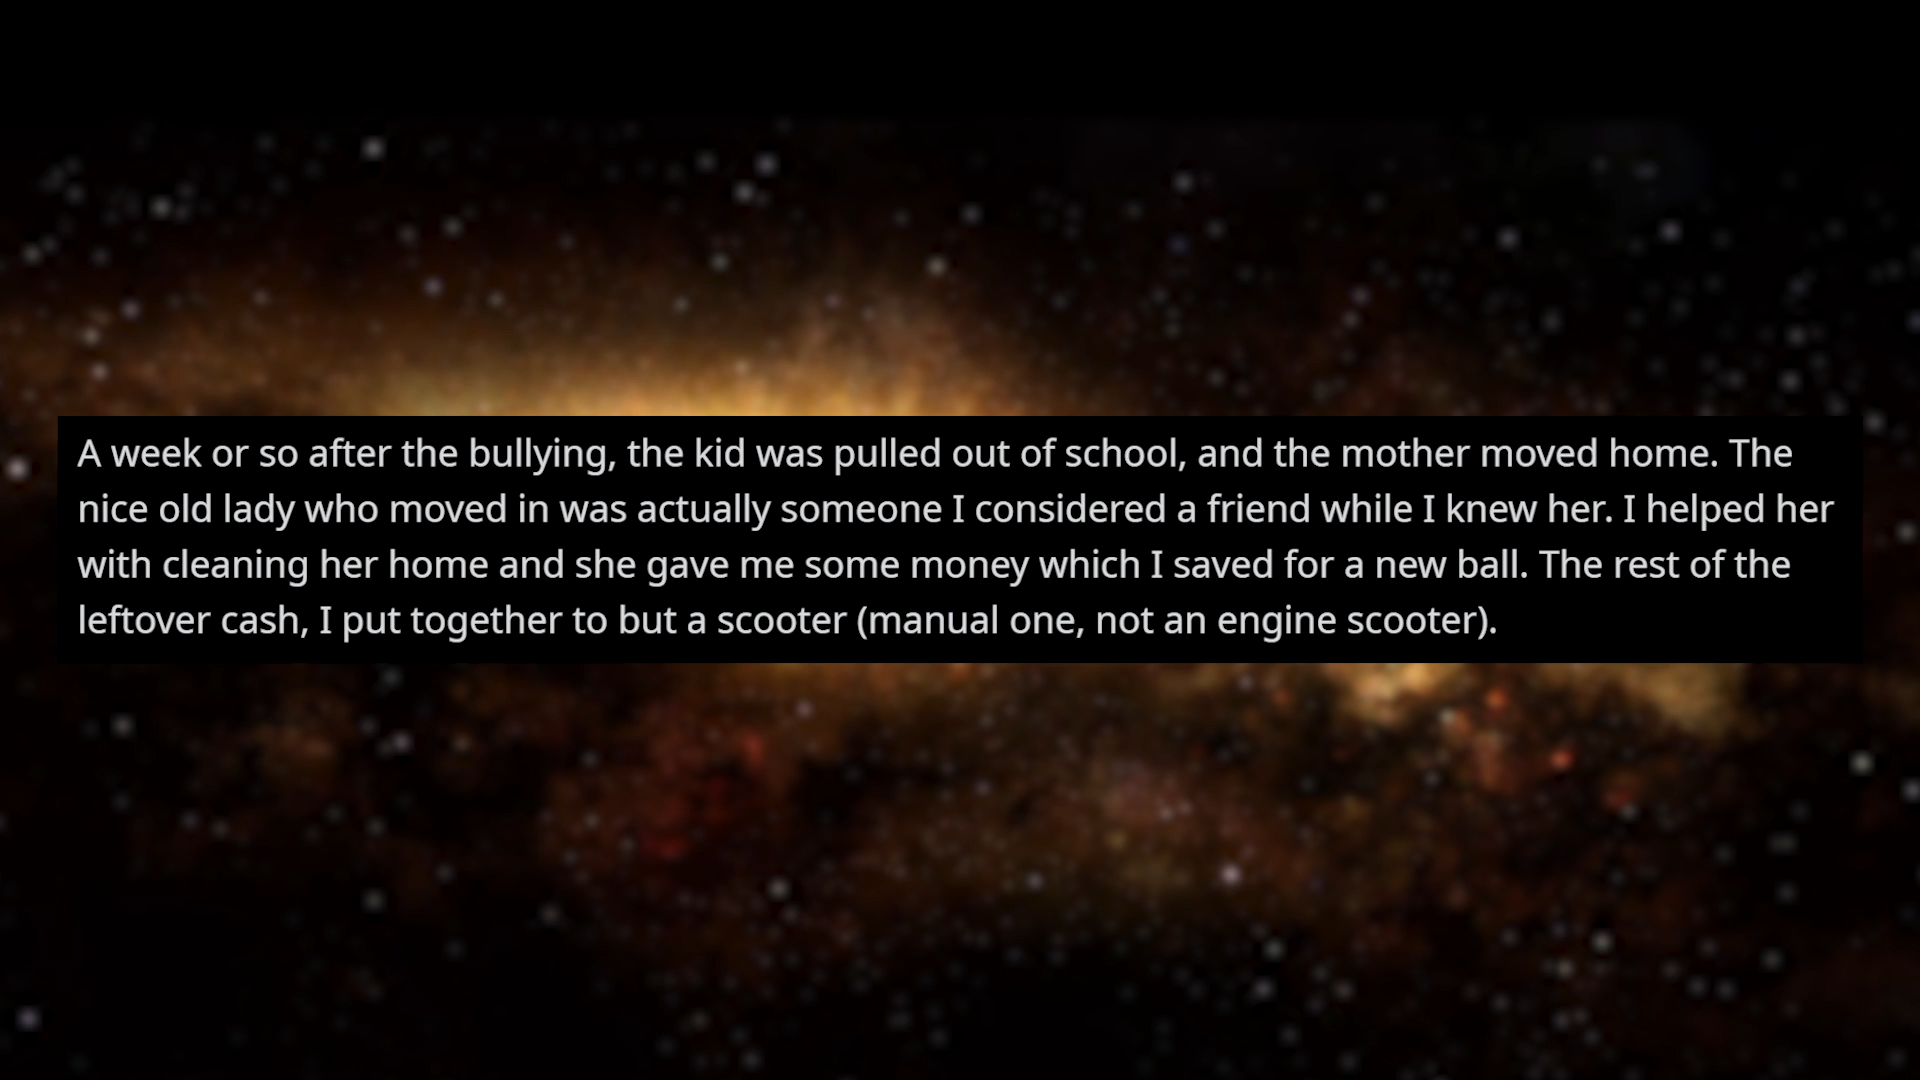 A week or so after the bullying, the kid was pulled out of school, and the mother moved home. The
nice old lady who moved in was actually someone I considered a friend while I knew her. I helped her
with cleaning her home and she gave me some money which I saved for a new ball. The rest of the
leftover cash, I put together to but a scooter (manual one, not an engine scooter).